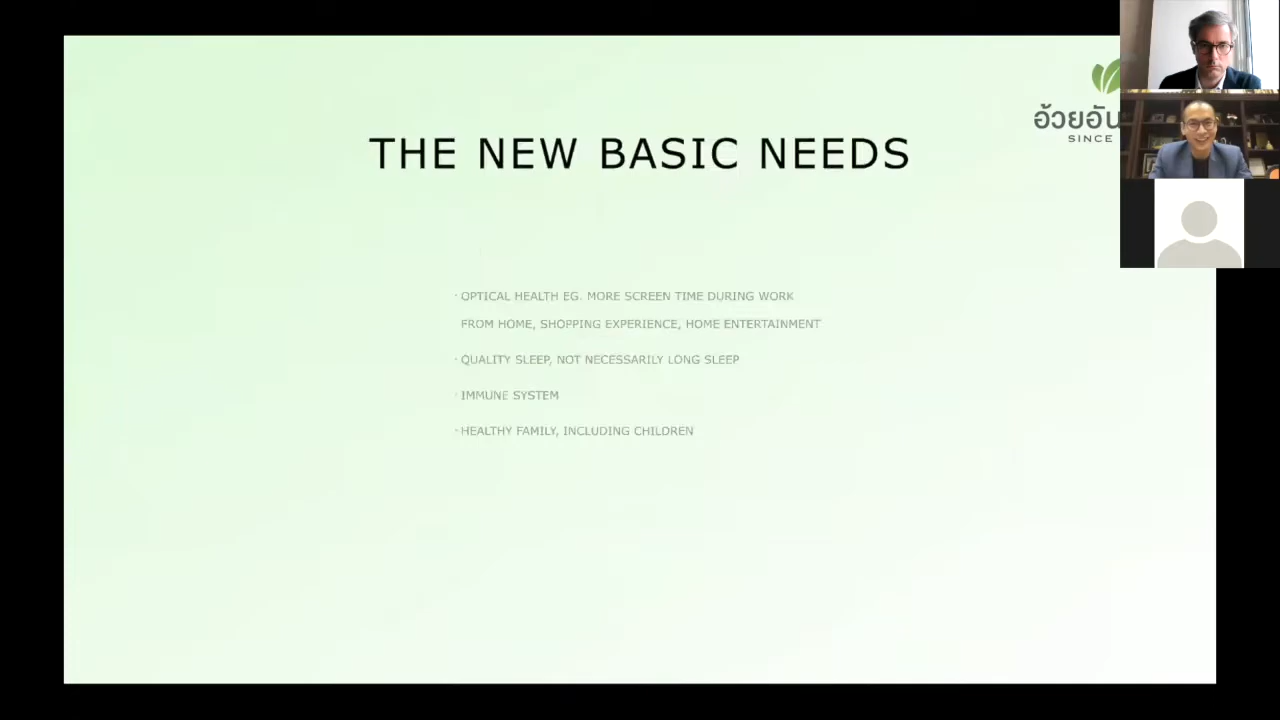 THE NEW BASIC NEEDS
อ้วยอัน
SINCE
· OPTICAL HEALTH EG. MORE SCREEN TIME DURING WORK
FROM HOME, SHOPPING EXPERIENCE, HOME ENTERTAINMENT
· QUALITY SLEEP, NOT NECESSARILY LONG SLEEP
· IMMUNE SYSTEM
· HEALTHY FAMILY, INCLUDING CHILDREN